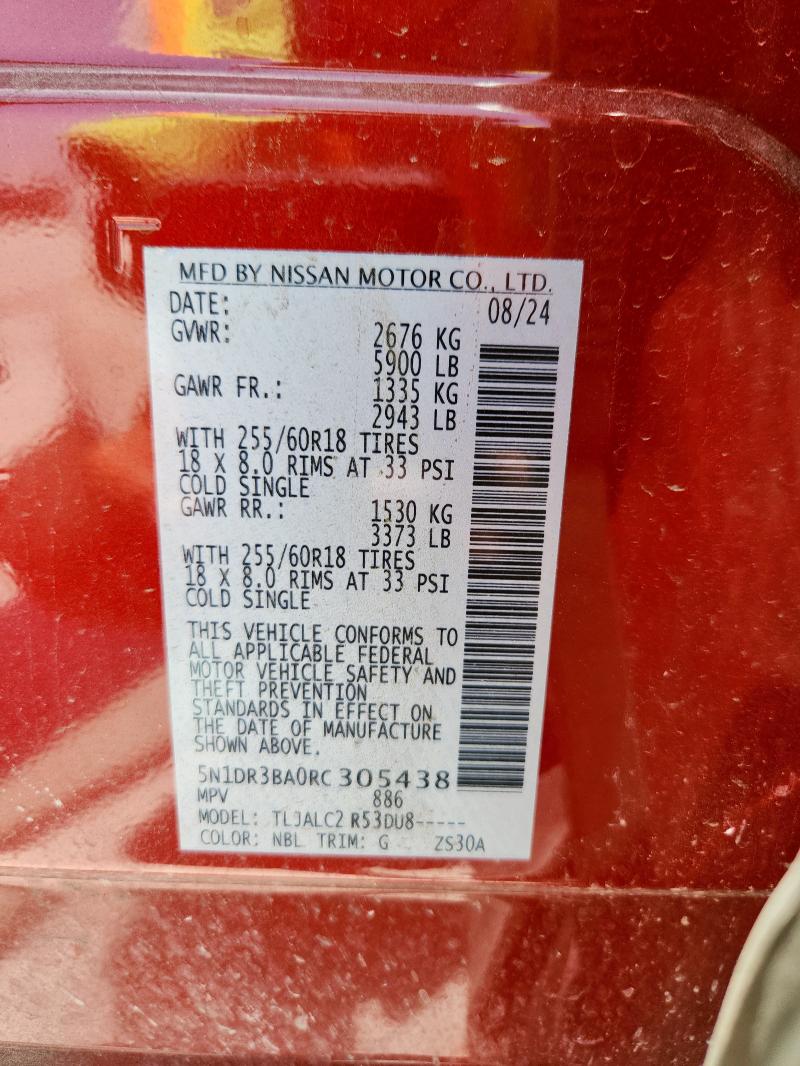 MFD BY NISSAN MOTOR CO., LTD.
DATE: 08/24
GVWR: 2676 KG
5900 LB
GAWR FR.: 1335 KG
2943 LB
WITH 255/60R18 TIRES
18 X 8.0 RIMS AT 33 PSI
COLD SINGLE
GAWR RR.: 1530 KG
3373 LB
WITH 255/60R18 TIRES
18 X 8.0 RIMS AT 33 PSI
COLD SINGLE
THIS VEHICLE CONFORMS TO
ALL APPLICABLE FEDERAL
MOTOR VEHICLE SAFETY AND
THEFT PREVENTION
STANDARDS IN EFFECT ON
THE DATE OF MANUFACTURE
SHOWN ABOVE.
5N1DR3BA0RC 305438
MPV 886
MODEL: TLJALC2 R53DU8-----
COLOR: NBL TRIM: G ZS30A